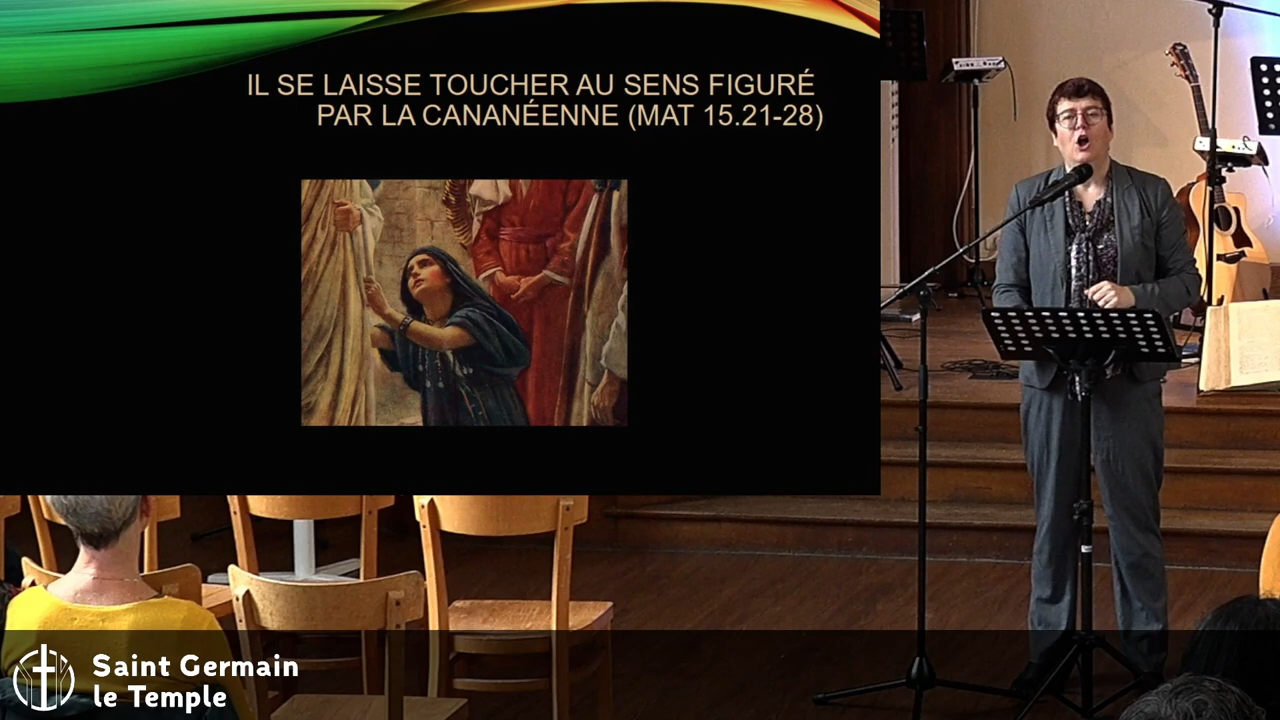 IL SE LAISSE TOUCHER AU SENS FIGURÉ
PAR LA CANANÉENNE (MAT 15.21-28)
Saint Germain
le Temple